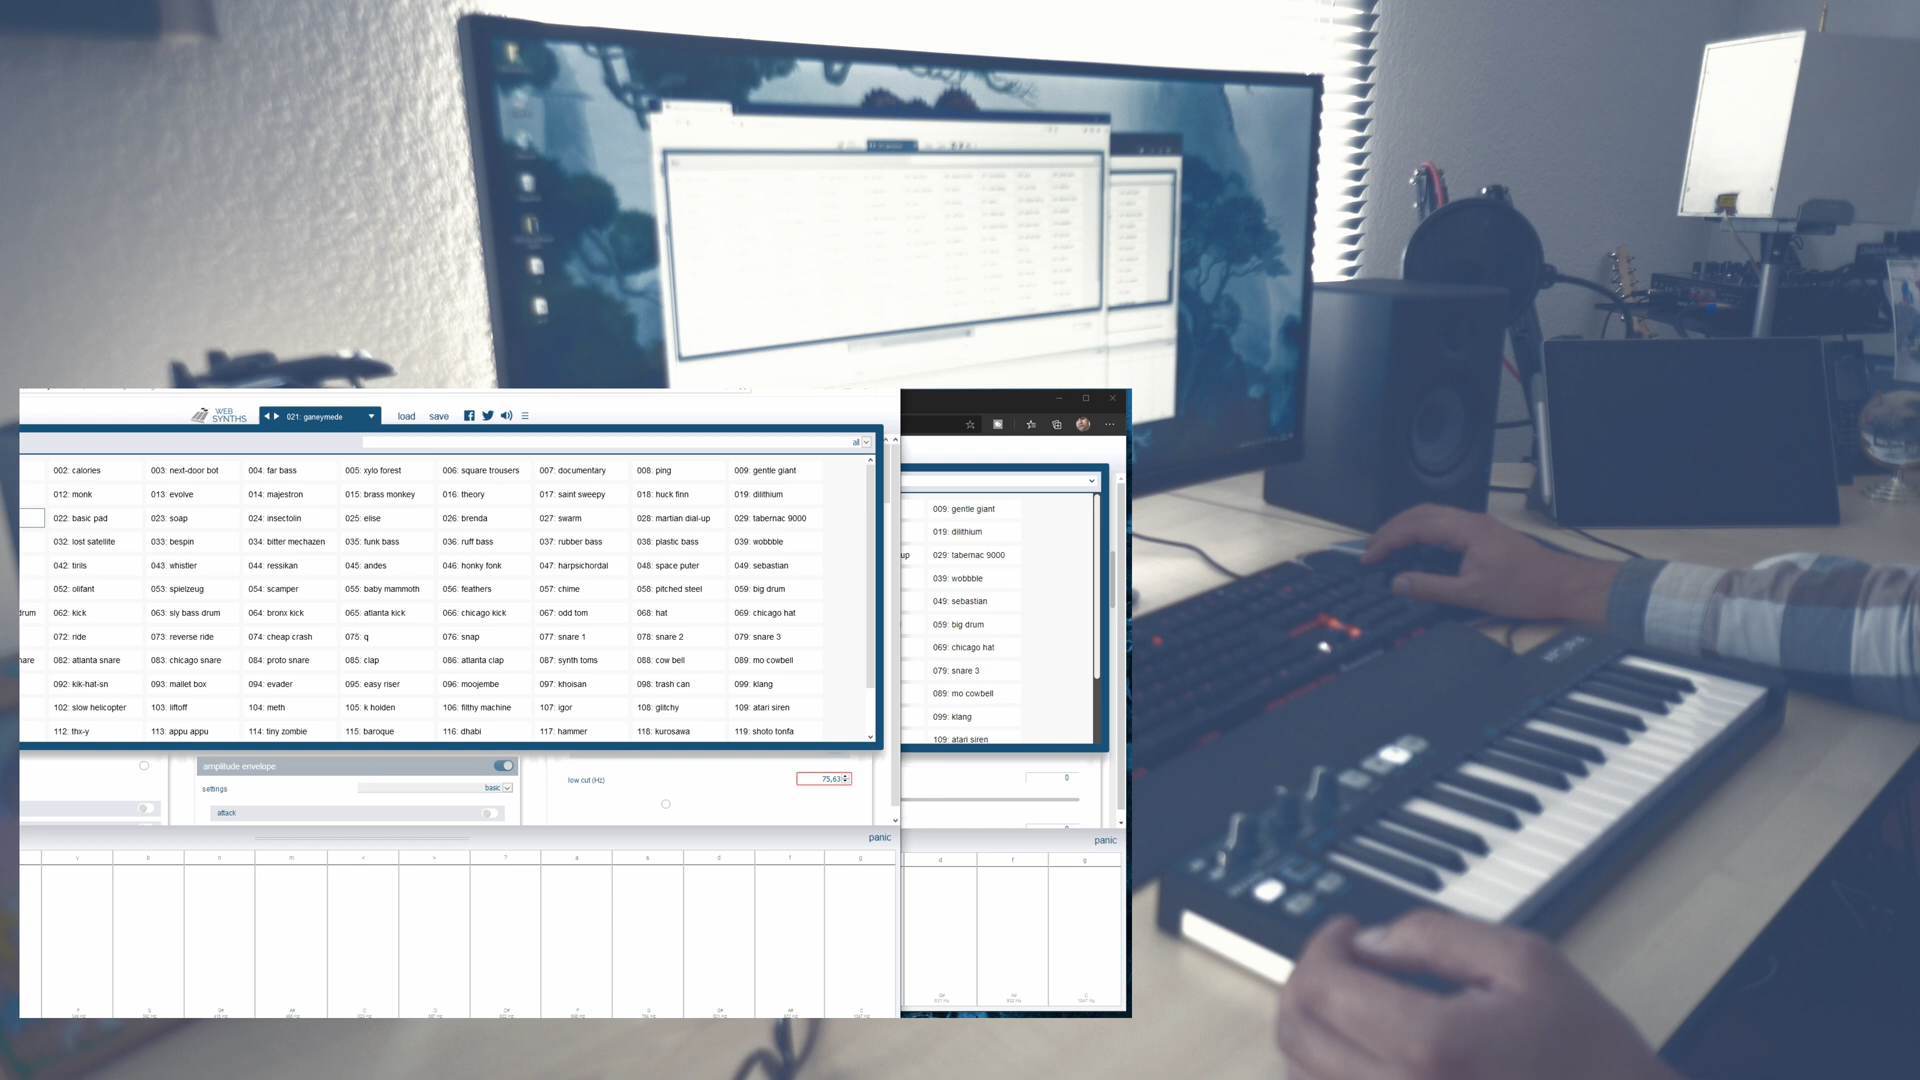 WEB
SYNTHS
021: ganeymede
load save
all
002: calories 003: next-door bot 004: far bass 005: xylo forest 006: square trousers 007: documentary 008: ping 009: gentle giant
012: monk 013: evolve 014: majestron 015: brass monkey 016: theory 017: saint sweepy 018: huck finn 019: dilithium
022: basic pad 023: soap 024: insectolin 025: elise 026: brenda 027: swarm 028: martian dial-up 029: tabernac 9000
032: lost satellite 033: bespin 034: bitter mechazen 035: funk bass 036: ruff bass 037: rubber bass 038: plastic bass 039: wobbble
042: tirils 043: whistler 044: ressikan 045: andes 046: honky fonk 047: harpsichordal 048: space puter 049: sebastian
052: olifant 053: spielzeug 054: scamper 055: baby mammoth 056: feathers 057: chime 058: pitched steel 059: big drum
drum 062: kick 063: sly bass drum 064: bronx kick 065: atlanta kick 066: chicago kick 067: odd tom 068: hat 069: chicago hat
072: ride 073: reverse ride 074: cheap crash 075: q 076: snap 077: snare 1 078: snare 2 079: snare 3
nare 082: atlanta snare 083: chicago snare 084: proto snare 085: clap 086: atlanta clap 087: synth toms 088: cow bell 089: mo cowbell
092: kik-hat-sn 093: mallet box 094: evader 095: easy riser 096: moojembe 097: khoisan 098: trash can 099: klang
102: slow helicopter 103: liftoff 104: meth 105: k holden 106: filthy machine 107: igor 108: glitchy 109: atari siren
112: thx-y 113: appu appu 114: tiny zombie 115: baroque 116: dhabi 117: hammer 118: kurosawa 119: shoto tonfa
amplitude envelope
settings basic
attack
low cut (Hz) 75,63
panic
v b n m < > ? a s d f g
009: gentle giant
019: dilithium
up 029: tabernac 9000
039: wobbble
049: sebastian
059: big drum
069: chicago hat
079: snare 3
089: mo cowbell
099: klang
109: atari siren
0
panic
d f g